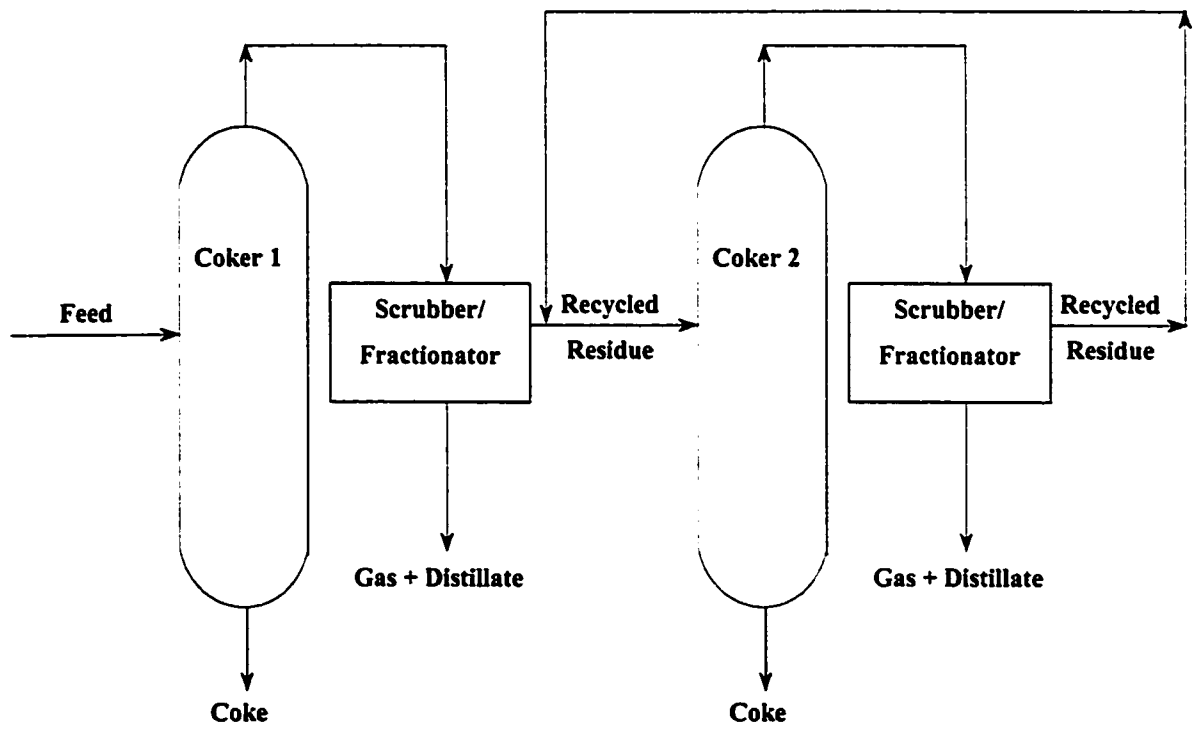 Coker 1
Coker 2
Feed
Scrubber/
Fractionator
Recycled
Residue
Scrubber/
Fractionator
Recycled
Residue
Gas + Distillate
Gas + Distillate
Coke
Coke